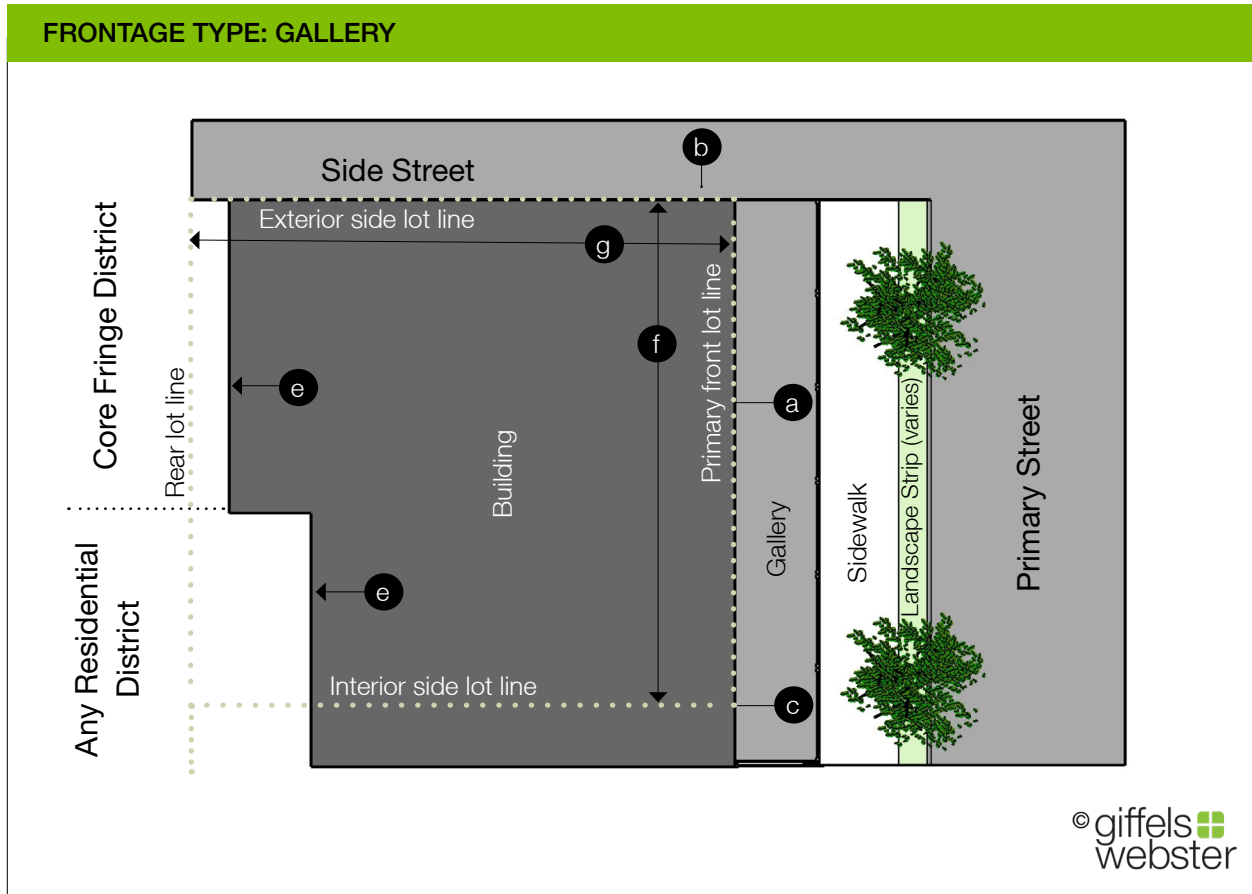 FRONTAGE TYPE: GALLERY
Side Street
b
Exterior side lot line
g
Core Fringe District
Rear lot line
e
f
Primary front lot line
a
Building
Gallery
Sidewalk
Landscape Strip (varies)
Primary Street
Any Residential
District
e
Interior side lot line
c
© giffels
webster